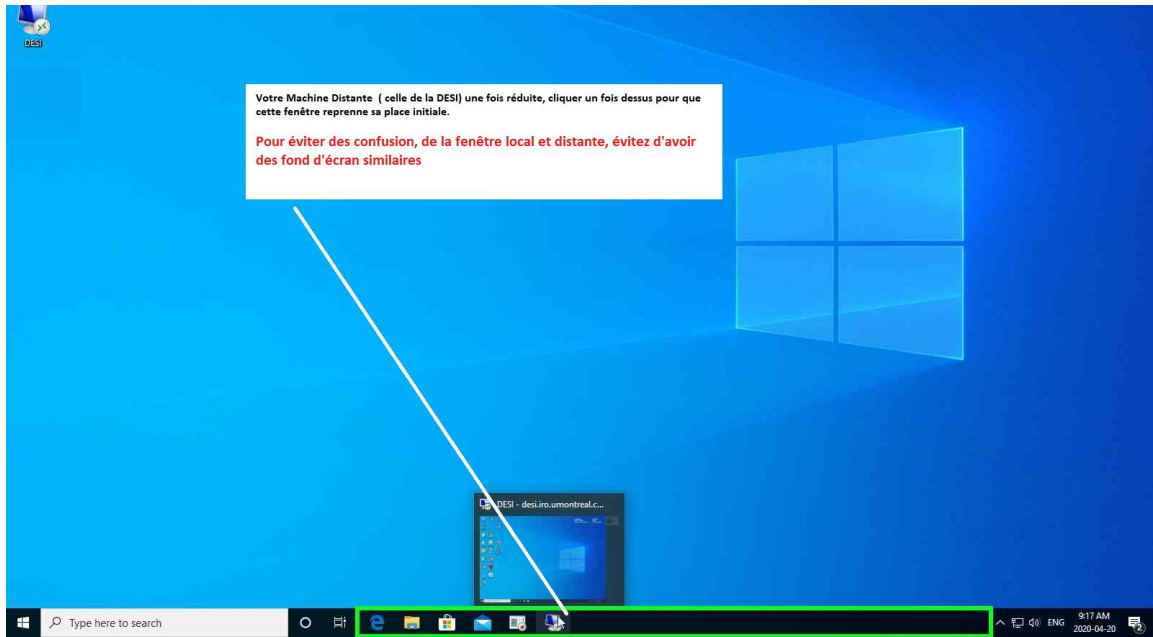 DESI
Votre Machine Distante ( celle de la DESI) une fois réduite, cliquer un fois dessus pour que
cette fenêtre reprenne sa place initiale.
Pour éviter des confusion, de la fenêtre local et distante, évitez d'avoir
des fond d'écran similaires
DESI - desi.iro.umontreal.c...
Type here to search
ENG
9:17 AM
2020-04-20
2